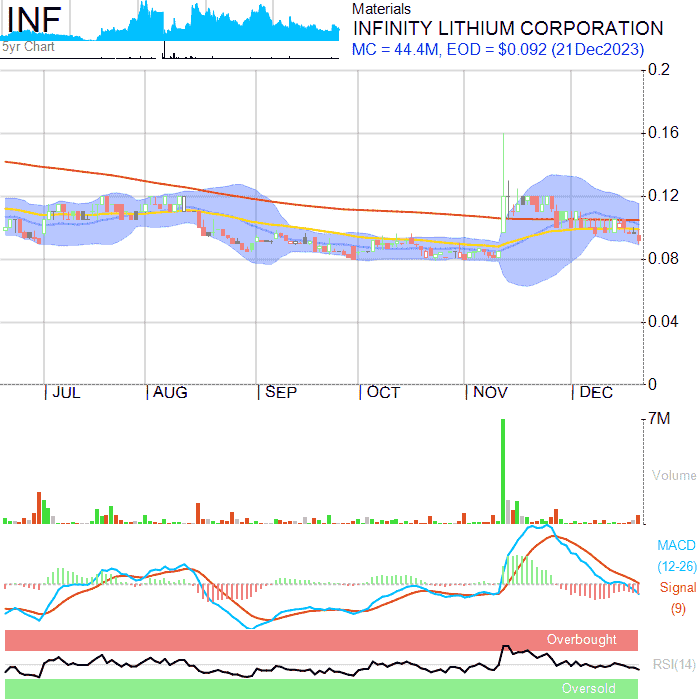 INF
5yr Chart
Materials
INFINITY LITHIUM CORPORATION
MC = 44.4M, EOD = $0.092 (21Dec2023)
0.2
0.16
0.12
0.08
0.04
0
JUL AUG SEP OCT NOV DEC
7M
Volume
MACD
(12-26)
Signal
(9)
Overbought
RSI(14)
Oversold